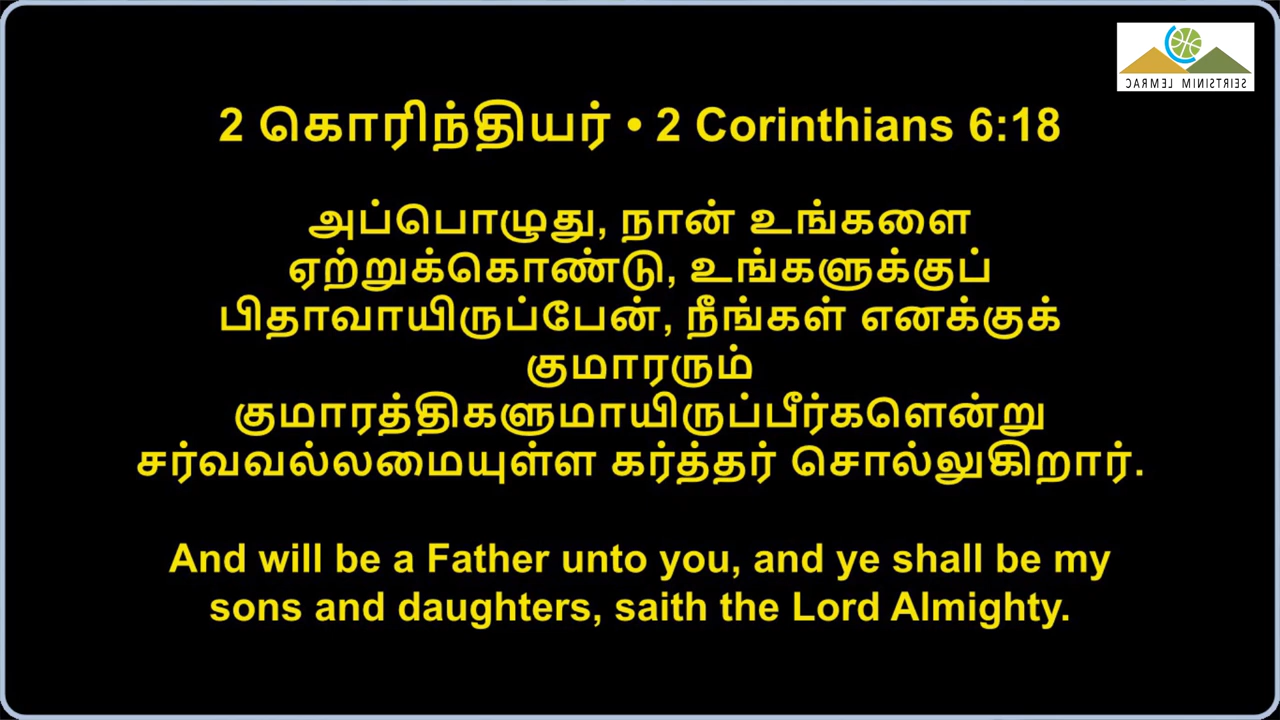 CARMEL MINISTRIES
2 கொரிந்தியர் • 2 Corinthians 6:18
அப்பொழுது, நான் உங்களை
ஏற்றுக்கொண்டு, உங்களுக்குப்
பிதாவாயிருப்பேன், நீங்கள் எனக்குக்
குமாரரும்
குமாரத்திகளுமாயிருப்பீர்களென்று
சர்வவல்லமையுள்ள கர்த்தர் சொல்லுகிறார்.
And will be a Father unto you, and ye shall be my
sons and daughters, saith the Lord Almighty.